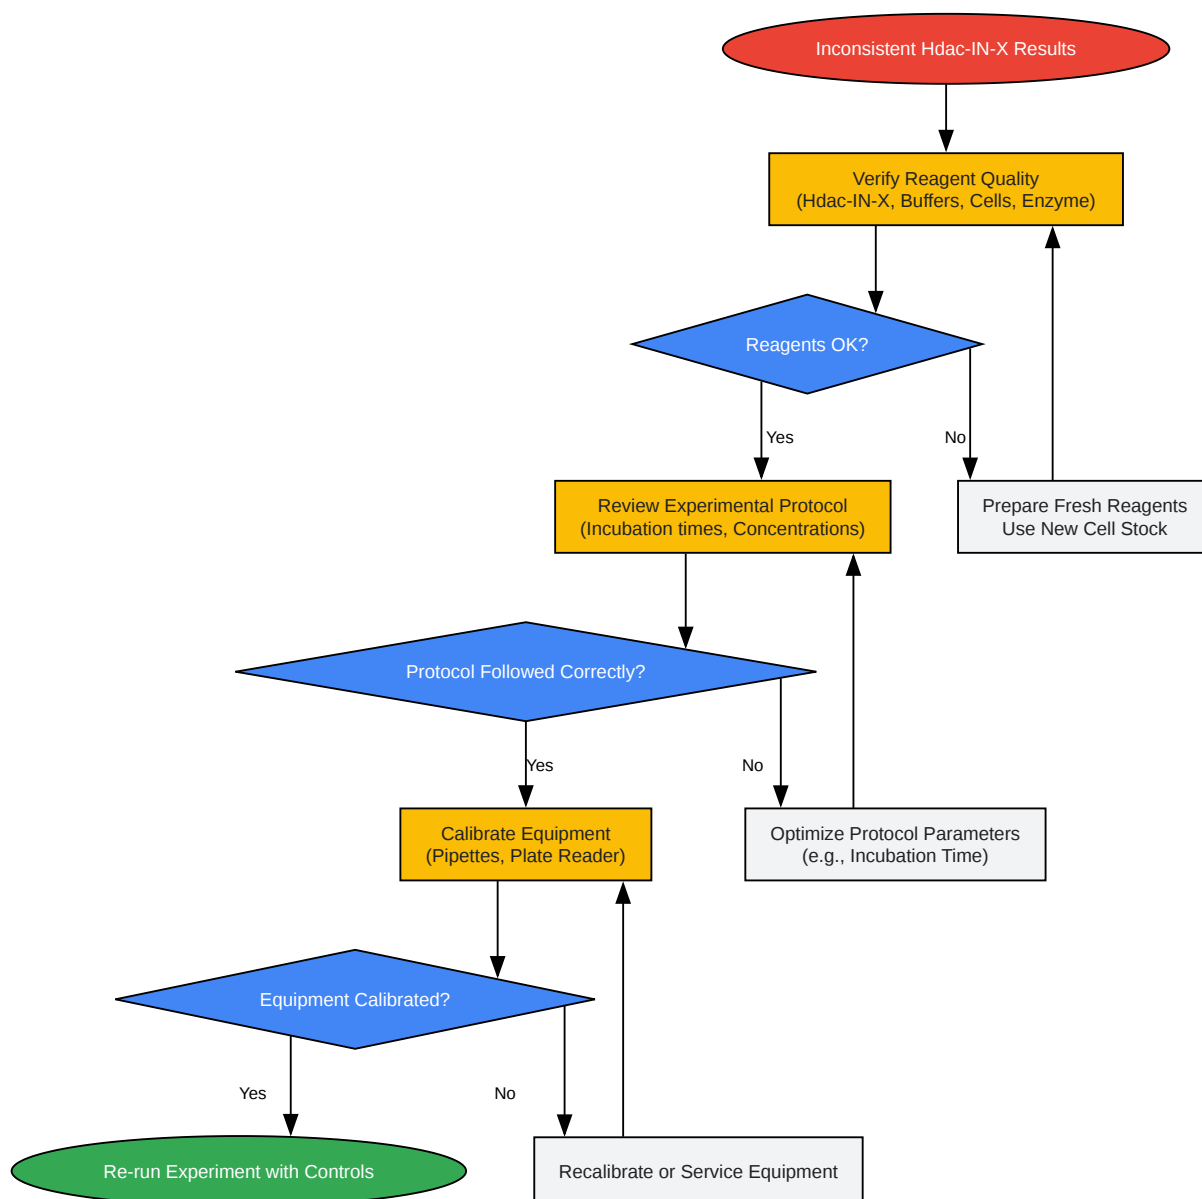 Inconsistent Hdac-IN-X Results
Verify Reagent Quality
(Hdac-IN-X, Buffers, Cells, Enzyme)
Reagents OK?
Yes
No
Review Experimental Protocol
(Incubation times, Concentrations)
Prepare Fresh Reagents
Use New Cell Stock
Protocol Followed Correctly?
Yes
No
Calibrate Equipment
(Pipettes, Plate Reader)
Optimize Protocol Parameters
(e.g., Incubation Time)
Equipment Calibrated?
Yes
No
Re-run Experiment with Controls
Recalibrate or Service Equipment